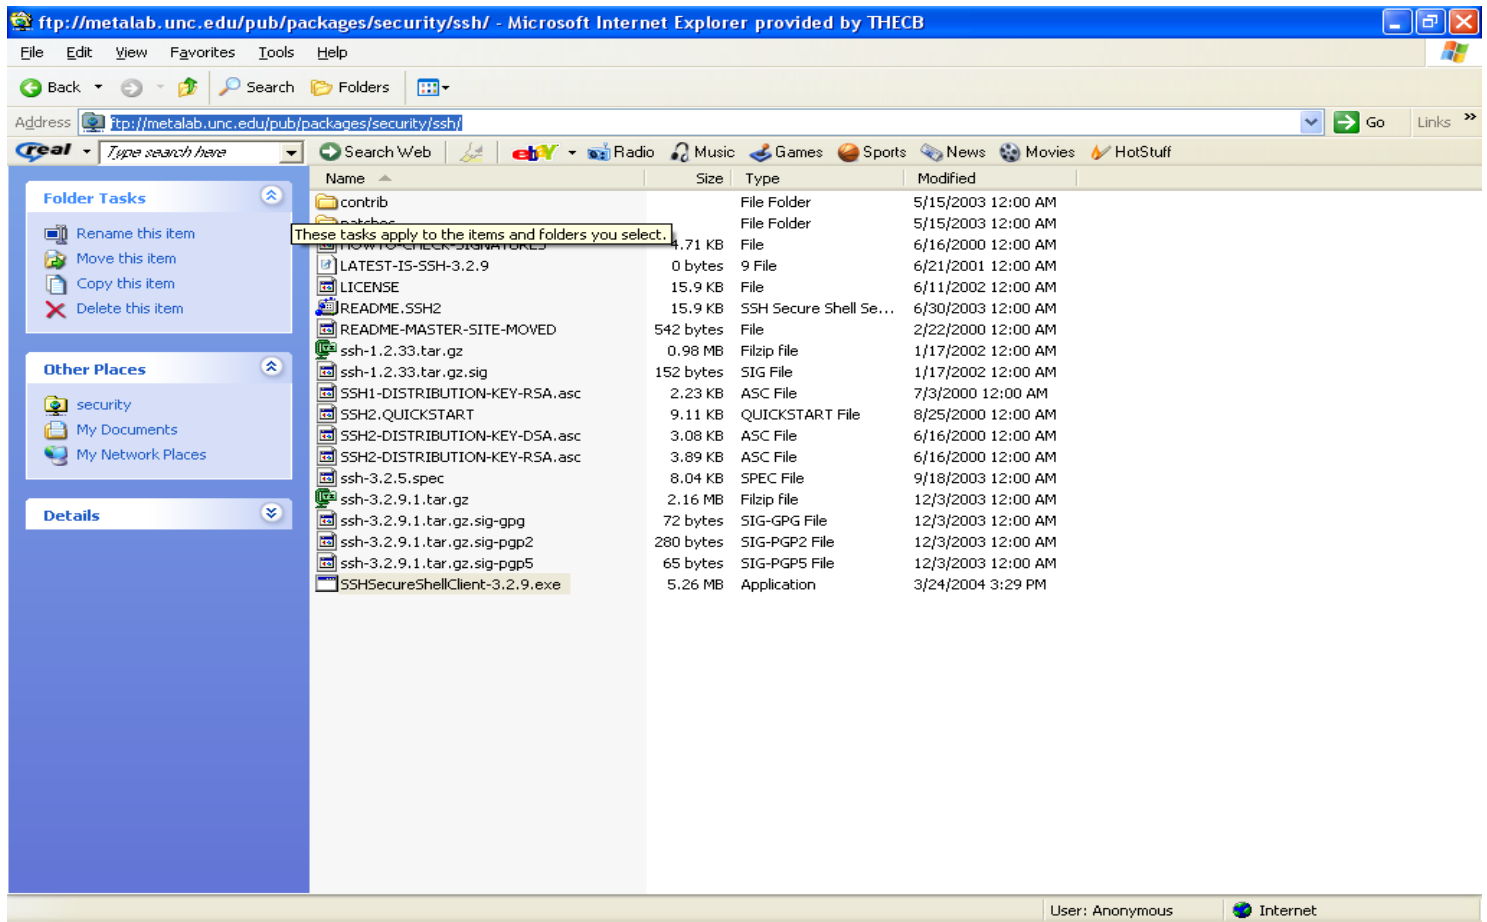 ftp://metalab.unc.edu/pub/packages/security/ssh/ - Microsoft Internet Explorer provided by THECB
File Edit View Favorites Tools Help
Back Search Folders
Address ftp://metalab.unc.edu/pub/packages/security/ssh/ Go Links »
real Type search here Search Web ebY Radio Music Games Sports News Movies HotStuff
Name Size Type Modified
Folder Tasks
Rename this item
Move this item
Copy this item
Delete this item
Other Places
security
My Documents
My Network Places
Details
contrib File Folder 5/15/2003 12:00 AM
patches File Folder 5/15/2003 12:00 AM
These tasks apply to the items and folders you select.
HOWTO-CHECK-SIGNATURES 4.71 KB File 6/16/2000 12:00 AM
LATEST-IS-SSH-3.2.9 0 bytes 9 File 6/21/2001 12:00 AM
LICENSE 15.9 KB File 6/11/2002 12:00 AM
README.SSH2 15.9 KB SSH Secure Shell Se... 6/30/2003 12:00 AM
README-MASTER-SITE-MOVED 542 bytes File 2/22/2000 12:00 AM
ssh-1.2.33.tar.gz 0.98 MB Filzip file 1/17/2002 12:00 AM
ssh-1.2.33.tar.gz.sig 152 bytes SIG File 1/17/2002 12:00 AM
SSH1-DISTRIBUTION-KEY-RSA.asc 2.23 KB ASC File 7/3/2000 12:00 AM
SSH2.QUICKSTART 9.11 KB QUICKSTART File 8/25/2000 12:00 AM
SSH2-DISTRIBUTION-KEY-DSA.asc 3.08 KB ASC File 6/16/2000 12:00 AM
SSH2-DISTRIBUTION-KEY-RSA.asc 3.89 KB ASC File 6/16/2000 12:00 AM
ssh-3.2.5.spec 8.04 KB SPEC File 9/18/2003 12:00 AM
ssh-3.2.9.1.tar.gz 2.16 MB Filzip file 12/3/2003 12:00 AM
ssh-3.2.9.1.tar.gz.sig-gpg 72 bytes SIG-GPG File 12/3/2003 12:00 AM
ssh-3.2.9.1.tar.gz.sig-pgp2 280 bytes SIG-PGP2 File 12/3/2003 12:00 AM
ssh-3.2.9.1.tar.gz.sig-pgp5 65 bytes SIG-PGP5 File 12/3/2003 12:00 AM
SSHSecureShellClient-3.2.9.exe 5.26 MB Application 3/24/2004 3:29 PM
User: Anonymous Internet